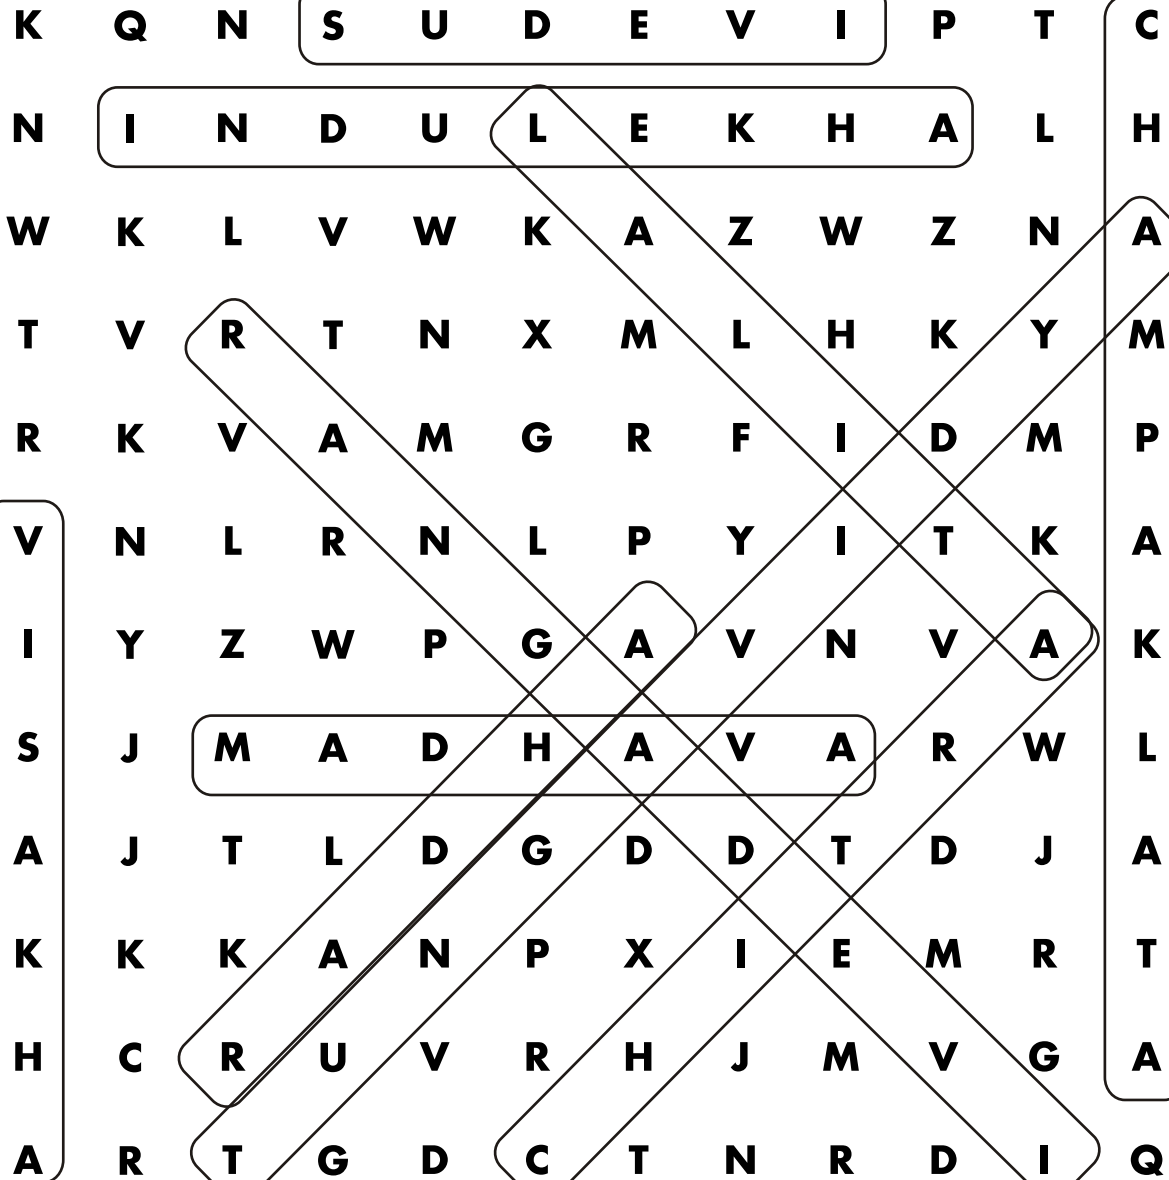 K Q N S U D E V I P T C
N I N D U L E K H A L H
W K L V W K A Z W Z N A
T V R T N X M L H K Y M
R K V A M G R F I D M P
V N L R N L P Y I T K A
I Y Z W P G A V N V A K
S J M A D H A V A R W L
A J T L D G D D T D J A
K K K A N P X I E M R T
H C R U V R H J M V G A
A R T G D C T N R D I Q